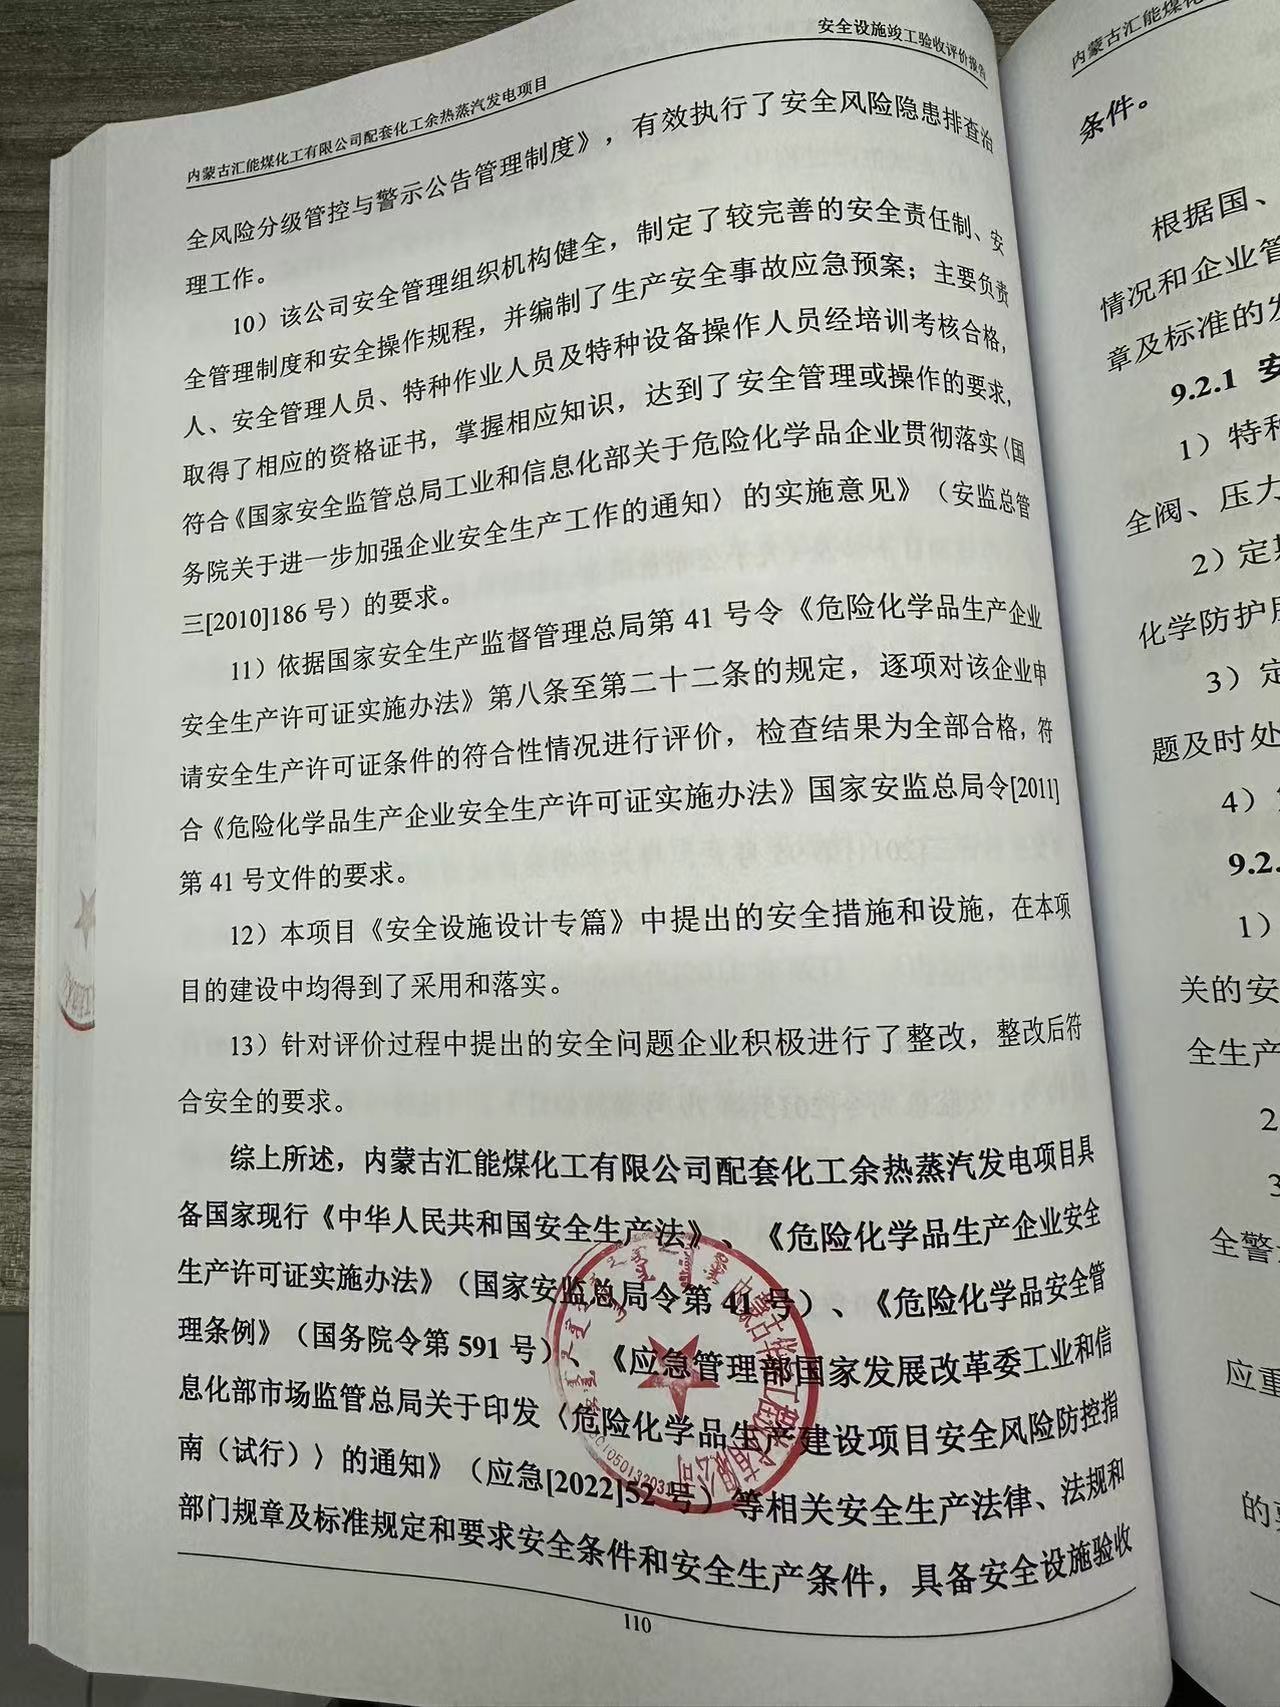 内蒙古汇能煤化工有限公司配套化工余热蒸汽发电项目
安全设施竣工验收评价报告
全风险分级管控与警示公告管理制度》，有效执行了安全风险隐患排查治
理工作。
10）该公司安全管理组织机构健全，制定了较完善的安全责任制、安
全管理制度和安全操作规程，并编制了生产安全事故应急预案；主要负责
人、安全管理人员、特种作业人员及特种设备操作人员经培训考核合格，
取得了相应的资格证书，掌握相应知识，达到了安全管理或操作的要求，
符合《国家安全监管总局工业和信息化部关于危险化学品企业贯彻落实〈国
务院关于进一步加强企业安全生产工作的通知〉的实施意见》（安监总管
三[2010]186号）的要求。
11）依据国家安全生产监督管理总局第 41 号令《危险化学品生产企业
安全生产许可证实施办法》第八条至第二十二条的规定，逐项对该企业申
请安全生产许可证条件的符合性情况进行评价，检查结果为全部合格，符
合《危险化学品生产企业安全生产许可证实施办法》国家安监总局令[2011]
第 41 号文件的要求。
12）本项目《安全设施设计专篇》中提出的安全措施和设施，在本项
目的建设中均得到了采用和落实。
13）针对评价过程中提出的安全问题企业积极进行了整改，整改后符
合安全的要求。
综上所述，内蒙古汇能煤化工有限公司配套化工余热蒸汽发电项目具
备国家现行《中华人民共和国安全生产法》、《危险化学品生产企业安全
生产许可证实施办法》（国家安监总局令第 41 号）、《危险化学品安全管
理条例》（国务院令第 591 号）、《应急管理部国家发展改革委工业和信
息化部市场监管总局关于印发〈危险化学品生产建设项目安全风险防控指
南（试行）〉的通知》（应急[2022]52 号）等相关安全生产法律、法规和
部门规章及标准规定和要求安全条件和安全生产条件，具备安全设施验收
110
内蒙古汇能煤化
条件。
根据国、
情况和企业管
章及标准的发
9.2.1 安
1）特种
全阀、压力
2）定期
化学防护服
3）定
题及时处
4）
9.2.
1）
关的安
全生产
2
3
全警
应重
的